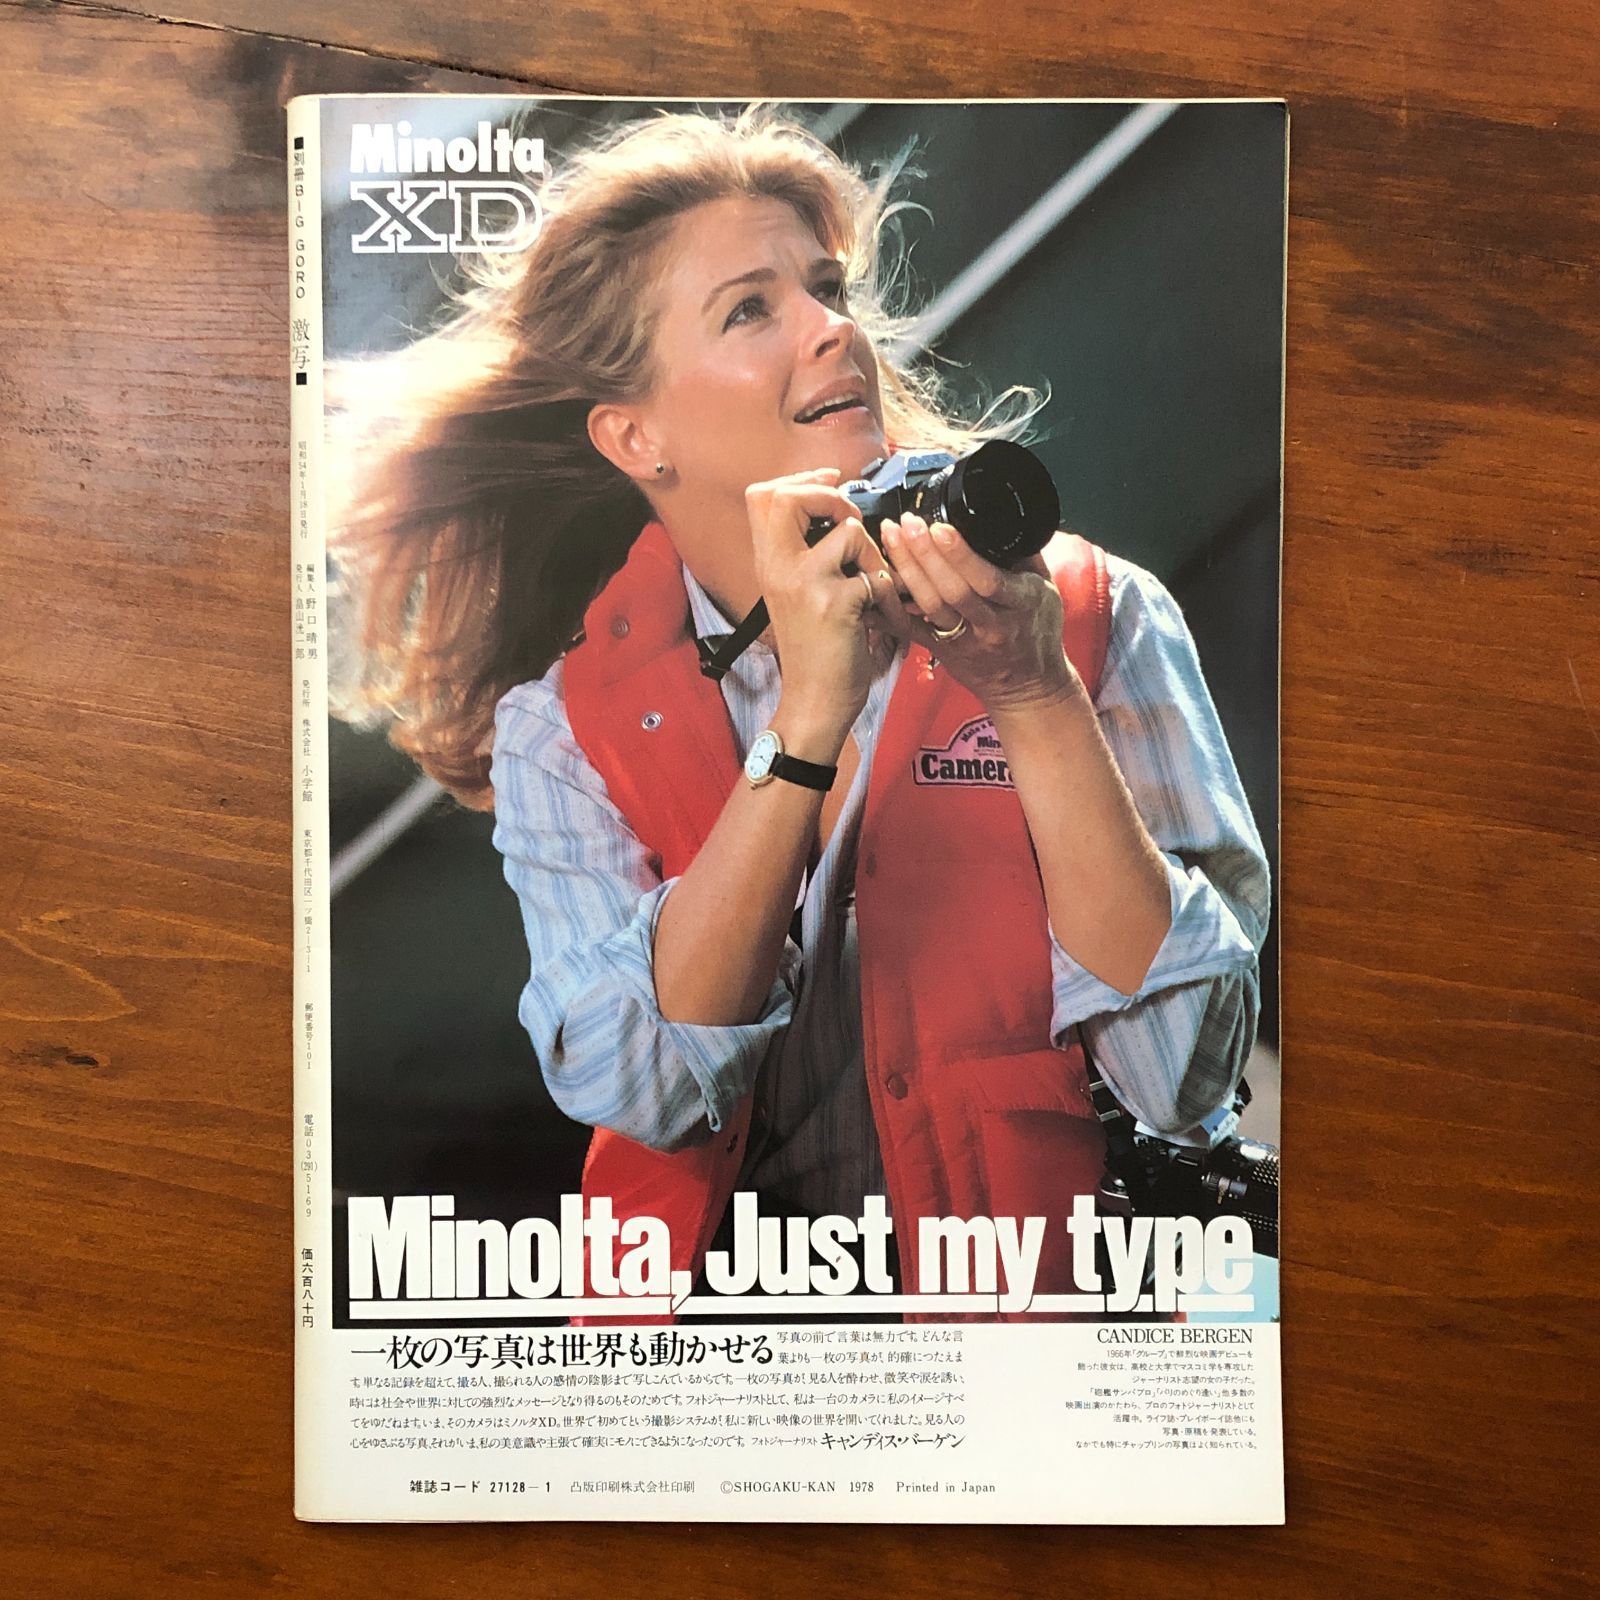 Minolta
XD
Min
Camer
Minolta, Just my type
一枚の写真は世界も動かせる
写真の前で言葉は無力です。どんな言
葉よりも一枚の写真が、的確につたえま
す。単なる記録を超えて、撮る人、撮られる人の感情の陰影まで写しこんでいるからです。一枚の写真が、見る人を酔わせ、微笑や涙を誘い、
時には社会や世界に対しての強烈なメッセージとなり得るのもそのためです。フォトジャーナリストとして、私は一台のカメラに私のイメージすべ
てをゆだねます。いま、そのカメラはミノルタXD。世界で初めてという撮影システムが、私に新しい映像の世界を開いてくれました。見る人の
心をゆさぶる写真、それがいま、私の美意識や主張で確実にモノにできるようになったのです。フォトジャーナリスト キャンディス・バーゲン
CANDICE BERGEN
1966年「グループ」で鮮烈な映画デビューを
飾った彼女は、高校と大学でマスコミ学を専攻した
ジャーナリスト志望の女の子だった。
「砲艦サンパブロ」「パリのめぐり逢い」他多数の
映画出演のかたわら、プロのフォトジャーナリストとして
活躍中。ライフ誌・プレイボーイ誌他にも
写真・原稿を発表している。
なかでも特にチャップリンの写真はよく知られている。
雑誌コード 27128－1 凸版印刷株式会社印刷 ©SHOGAKU-KAN 1978 Printed in Japan
■別冊BIG GORO 激写■
昭和54年1月18日発行
編集人 野口晴男
発行人 畠山滉一郎
発行所 株式会社 小学館
東京都千代田区一ツ橋2－3－1
郵便番号101
電話03(291)5169
価六百八十円